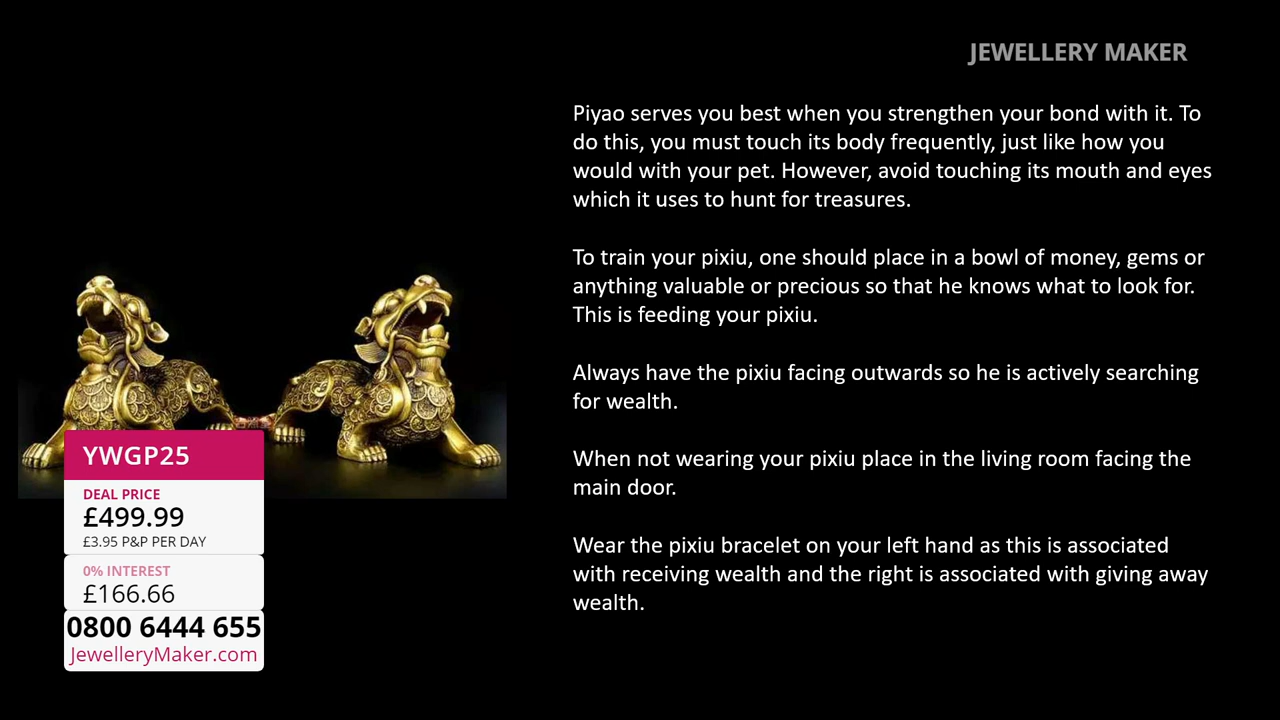 JEWELLERY MAKER
Piyao serves you best when you strengthen your bond with it. To
do this, you must touch its body frequently, just like how you
would with your pet. However, avoid touching its mouth and eyes
which it uses to hunt for treasures.
To train your pixiu, one should place in a bowl of money, gems or
anything valuable or precious so that he knows what to look for.
This is feeding your pixiu.
Always have the pixiu facing outwards so he is actively searching
for wealth.
When not wearing your pixiu place in the living room facing the
main door.
Wear the pixiu bracelet on your left hand as this is associated
with receiving wealth and the right is associated with giving away
wealth.
YWGP25
DEAL PRICE
£499.99
£3.95 P&P PER DAY
0% INTEREST
£166.66
0800 6444 655
JewelleryMaker.com